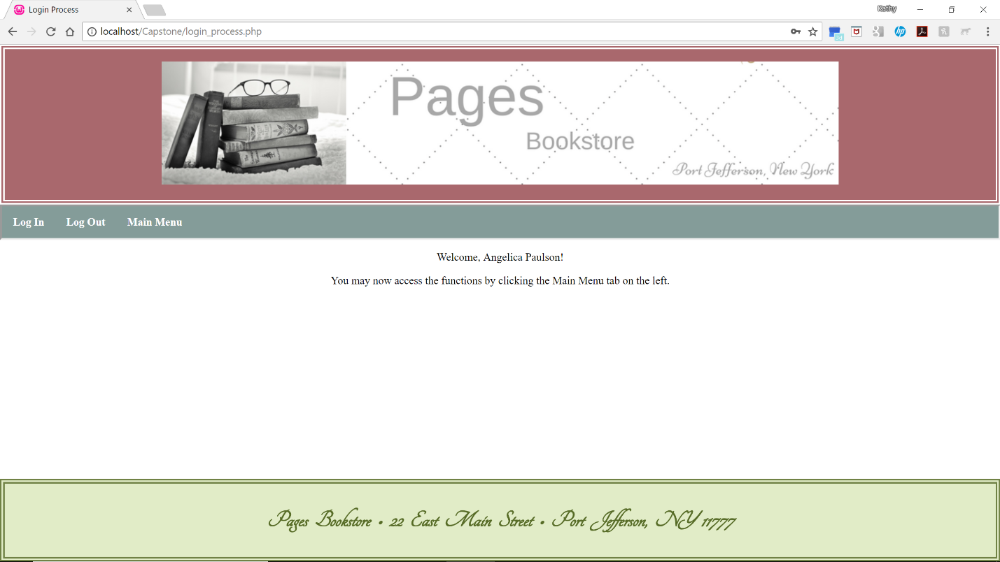 Login Process
Kathy
localhost/Capstone/login_process.php
Pages
Bookstore
Port Jefferson, New York
Log In Log Out Main Menu
Welcome, Angelica Paulson!
You may now access the functions by clicking the Main Menu tab on the left.
Pages Bookstore • 22 East Main Street • Port Jefferson, NY 11777